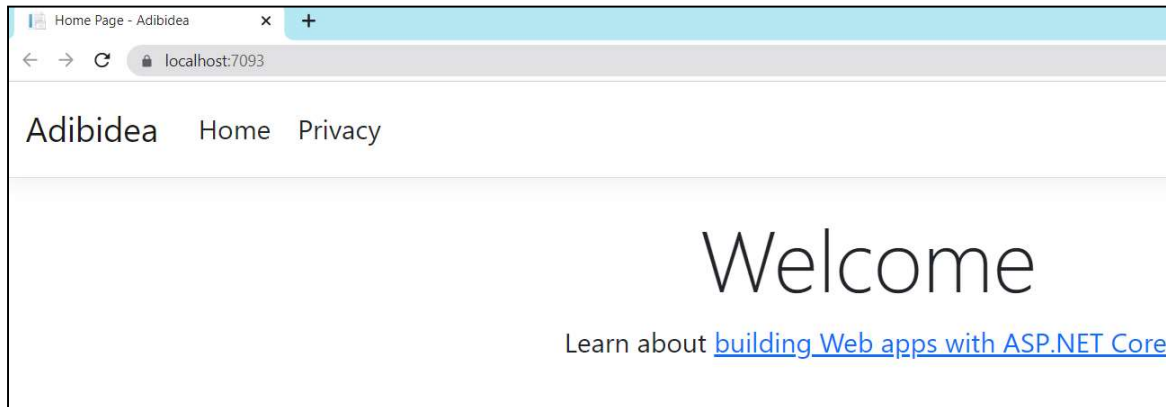 Home Page - Adibidea
localhost:7093
Adibidea Home Privacy
Welcome
Learn about building Web apps with ASP.NET Core